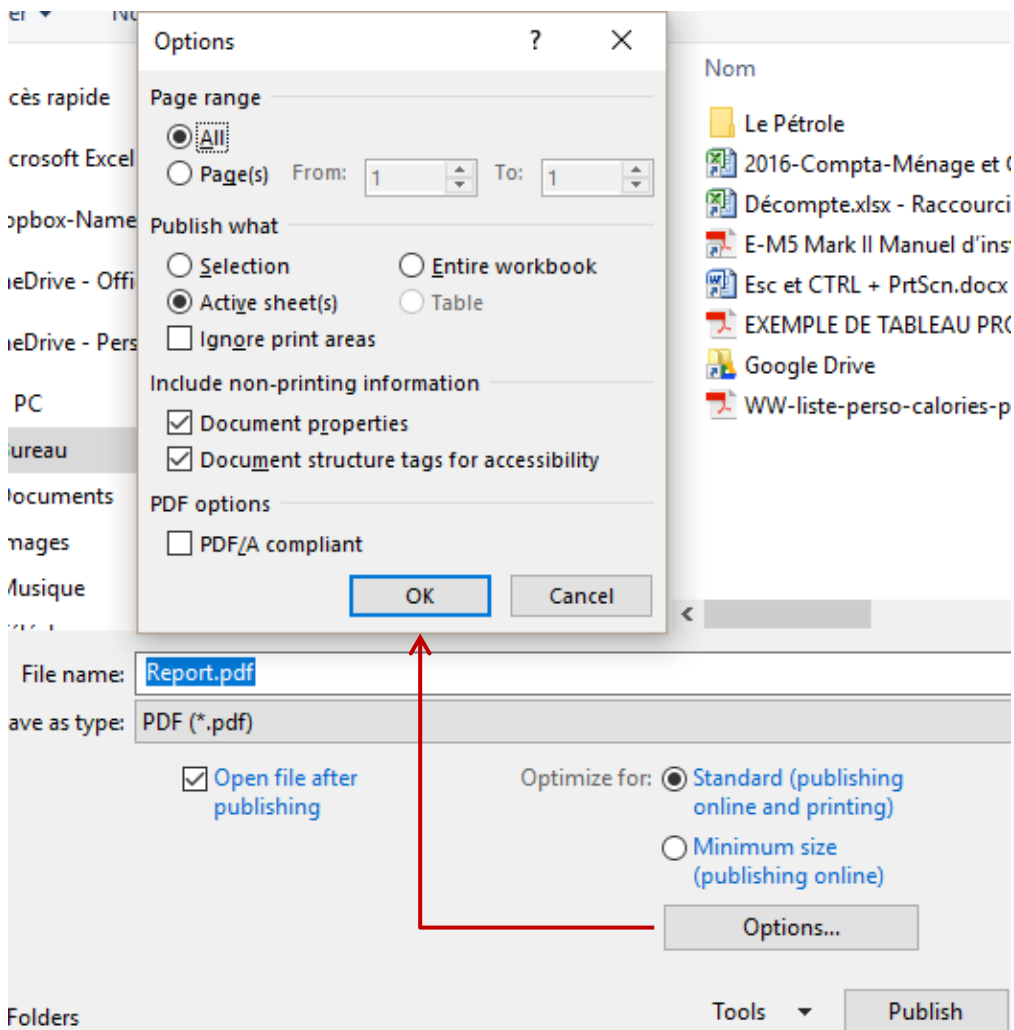 Options
?
Page range
All
Page(s) From: 1 To: 1
Publish what
Selection
Entire workbook
Active sheet(s)
Table
Ignore print areas
Include non-printing information
Document properties
Document structure tags for accessibility
PDF options
PDF/A compliant
OK
Cancel
er
cès rapide
crosoft Excel
opbox-Name
neDrive - Offi
neDrive - Pers
PC
ureau
ocuments
mages
Musique
Nom
Le Pétrole
2016-Compta-Ménage et
Décompte.xlsx - Raccourci
E-M5 Mark II Manuel d'inst
Esc et CTRL + PrtScn.docx
EXEMPLE DE TABLEAU PRO
Google Drive
WW-liste-perso-calories-p
File name: Report.pdf
ave as type: PDF (*.pdf)
Open file after
publishing
Optimize for:
Standard (publishing
online and printing)
Minimum size
(publishing online)
Options...
Folders
Tools
Publish